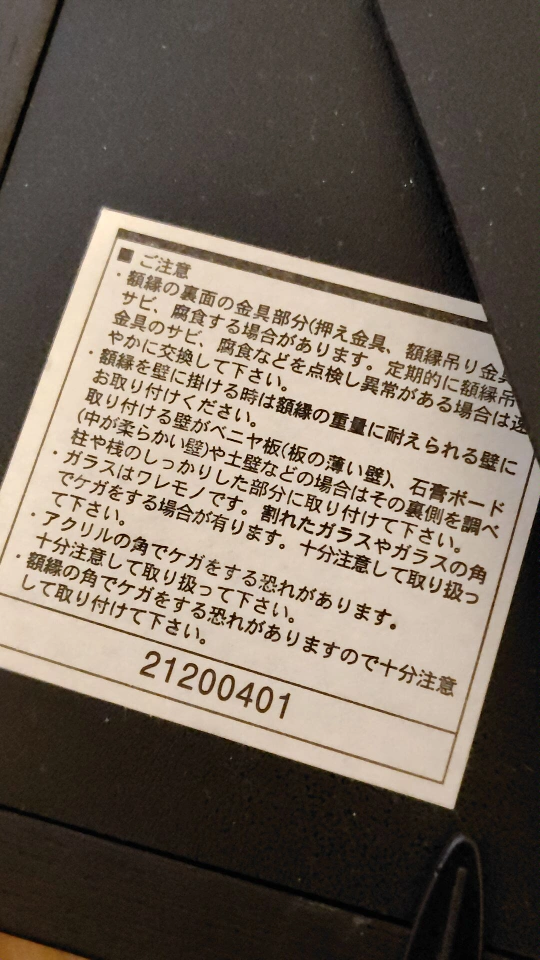 ■ ご注意
・額縁の裏面の金具部分(押え金具、額縁吊り金具
サビ、腐食する場合があります。定期的に額縁吊
金具のサビ、腐食などを点検し異常がある場合は速
やかに交換して下さい。
・額縁を壁に掛ける時は額縁の重量に耐えられる壁に
お取り付けください。
取り付ける壁がベニヤ板(板の薄い壁)、石膏ボード
(中が柔らかい壁)や土壁などの場合はその裏側を調べ
柱や桟のしっかりした部分に取り付けて下さい。
・ガラスはワレモノです。割れたガラスやガラスの角
でケガをする場合が有ります。十分注意して取り扱っ
て下さい。
・アクリルの角でケガをする恐れがあります。
十分注意して取り扱って下さい。
・額縁の角でケガをする恐れがありますので十分注意
して取り付けて下さい。
21200401